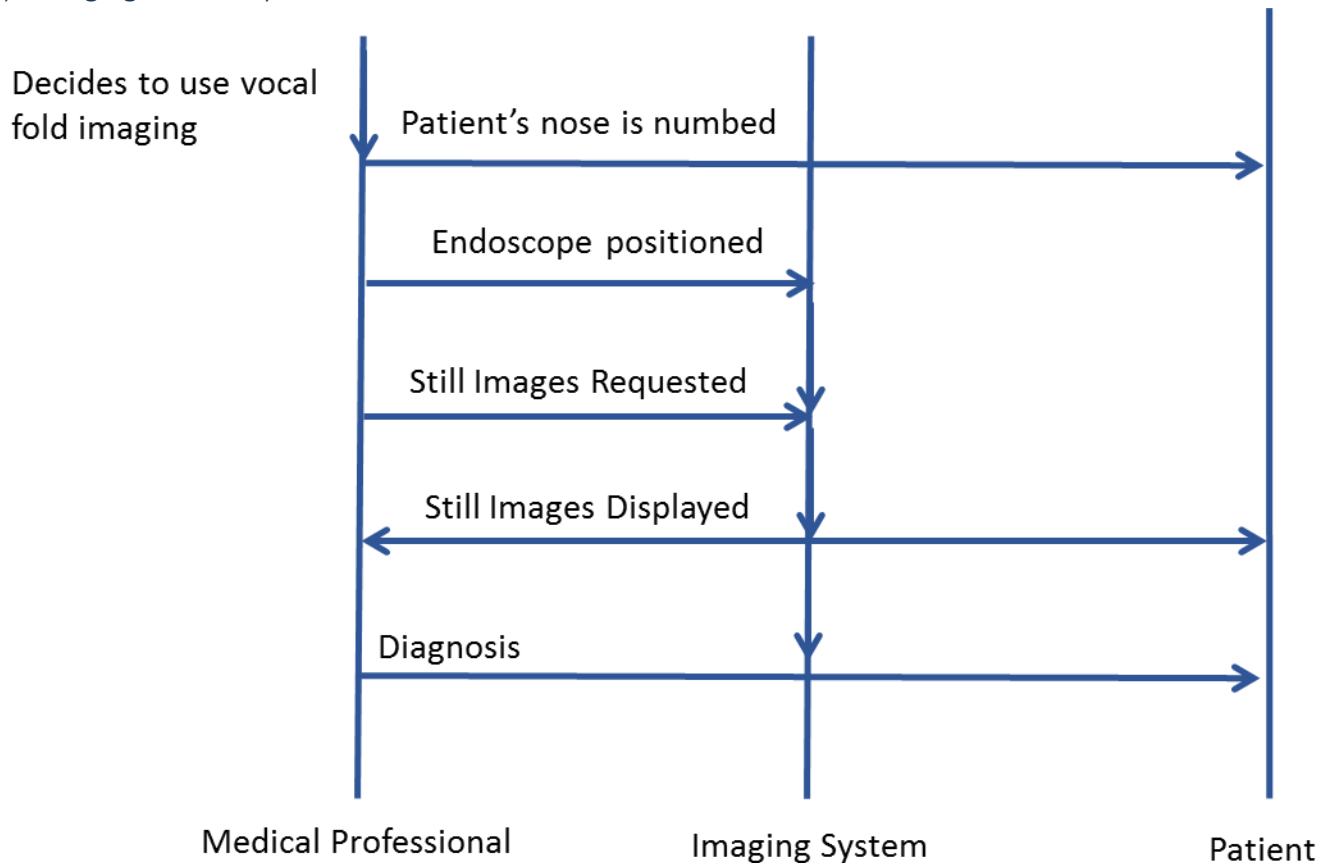 Decides to use vocal
fold imaging
Patient’s nose is numbed
Endoscope positioned
Still Images Requested
Still Images Displayed
Diagnosis
Medical Professional
Imaging System
Patient